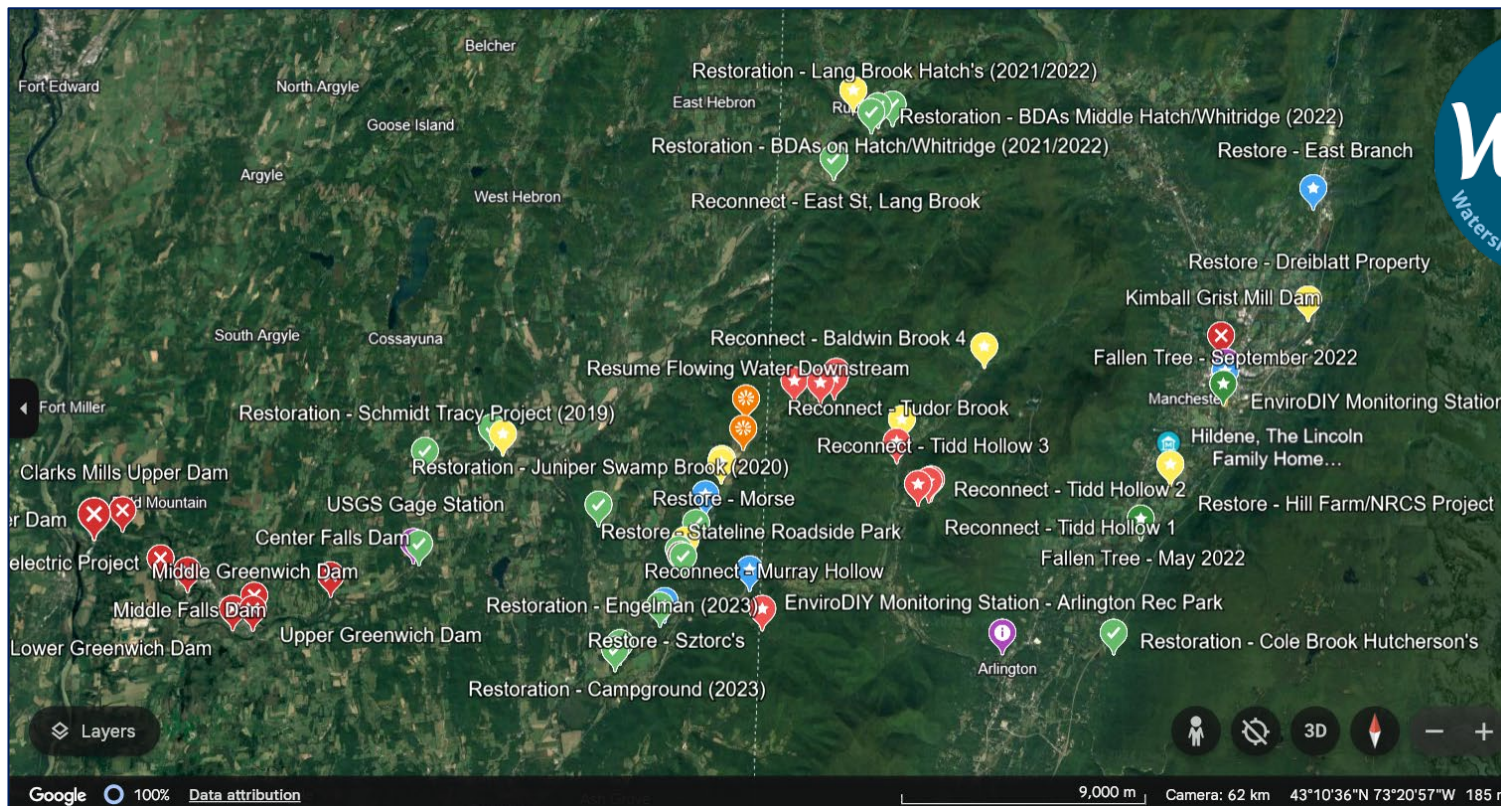 Belcher
Fort Edward
North Argyle
Restoration - Lang Brook Hatch's (2021/2022)
East Hebron
Ru
Goose Island
Restoration - BDAs Middle Hatch/Whitridge (2022)
Restoration - BDAs on Hatch/Whitridge (2021/2022)
Restore - East Branch
Argyle
West Hebron
Reconnect - East St, Lang Brook
W
Waters
Restore - Dreiblatt Property
Kimball Grist Mill Dam
South Argyle
Cossayuna
Reconnect - Baldwin Brook 4
Fallen Tree - September 2022
Resume Flowing Water Downstream
Fort Miller
Restoration - Schmidt Tracy Project (2019)
Reconnect - Tudor Brook
Mancheste
EnviroDIY Monitoring Station
Reconnect - Tidd Hollow 3
Hildene, The Lincoln
Family Home...
Clarks Mills Upper Dam
Restoration - Juniper Swamp Brook (2020)
Reconnect - Tidd Hollow 2
Restore - Hill Farm/NRCS Project
Mountain
USGS Gage Station
Restore - Morse
er Dam
Center Falls Dam
Restore - Stateline Roadside Park
Reconnect - Tidd Hollow 1
Fallen Tree - May 2022
electric Project
Middle Greenwich Dam
Reconnect - Murray Hollow
Middle Falls Dam
Restoration - Engelman (2023)
EnviroDIY Monitoring Station - Arlington Rec Park
Upper Greenwich Dam
Restore - Sztorc's
Restoration - Cole Brook Hutcherson's
Lower Greenwich Dam
Arlington
Restoration - Campground (2023)
Layers
3D
Google 100% Data attribution
9,000 m Camera: 62 km 43°10'36"N 73°20'57"W 185 m